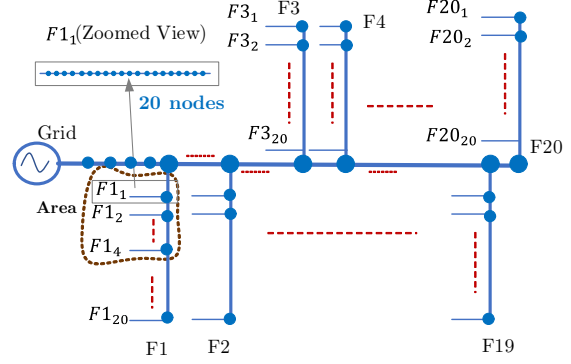 F3
F20₁
F3₁
F4
F1₁(Zoomed View)
F3₂
F20₂
20 nodes
Grid
F3₂₀
F20₂₀
F20
F1₁
Area
F1₂
F1₄
F1₂₀
F1
F2
F19